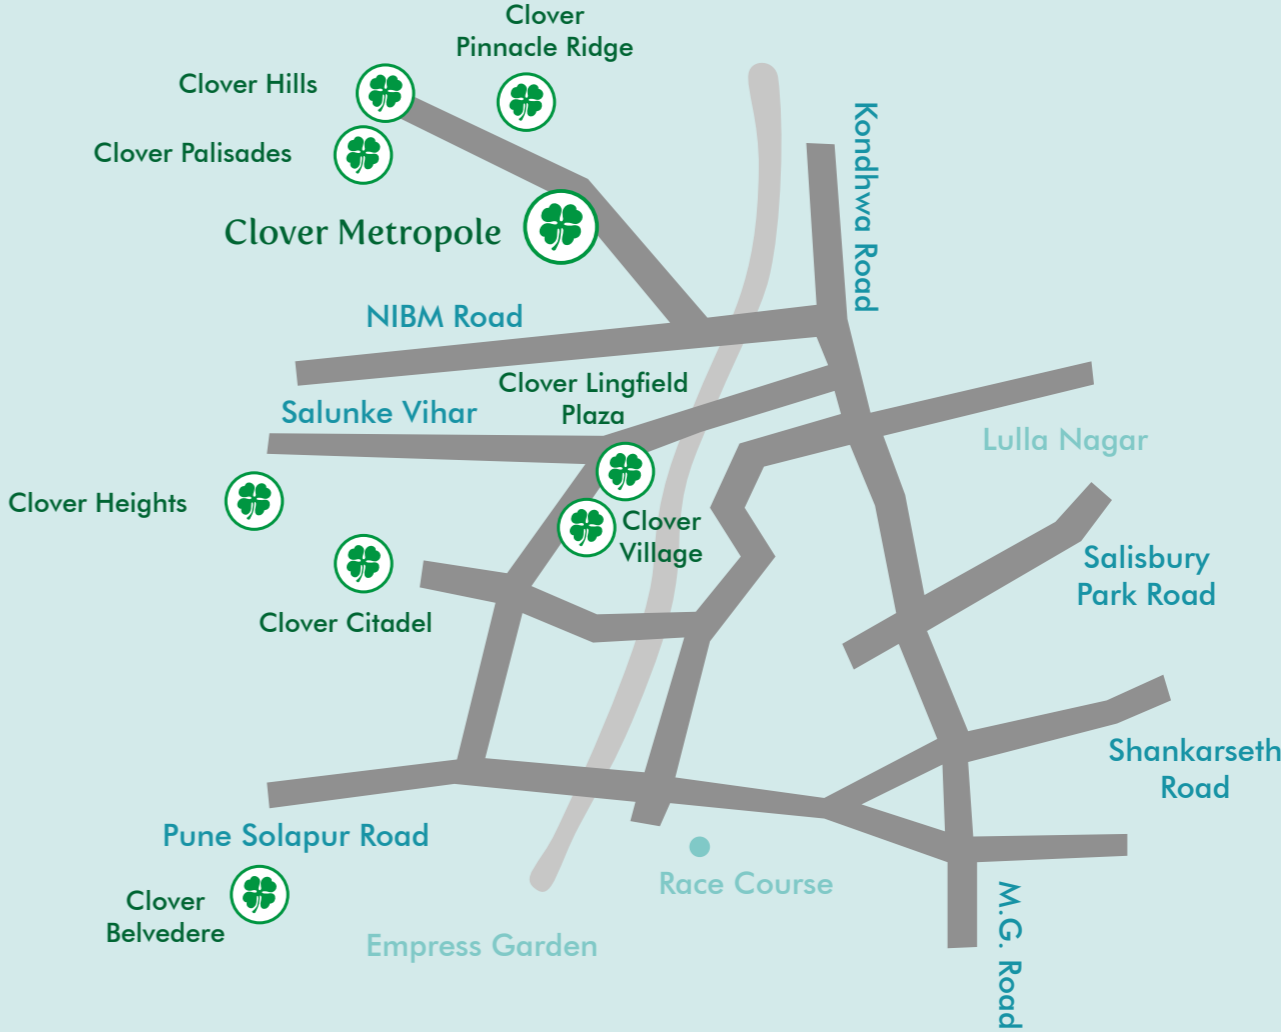 Clover
Pinnacle Ridge
Clover Hills
Clover Palisades
Clover Metropole
Kondhwa Road
NIBM Road
Clover Lingfield
Plaza
Salunke Vihar
Lulla Nagar
Clover Heights
Clover
Village
Salisbury
Park Road
Clover Citadel
Shankarseth
Road
Pune Solapur Road
Race Course
Clover
Belvedere
Empress Garden
M.G. Road